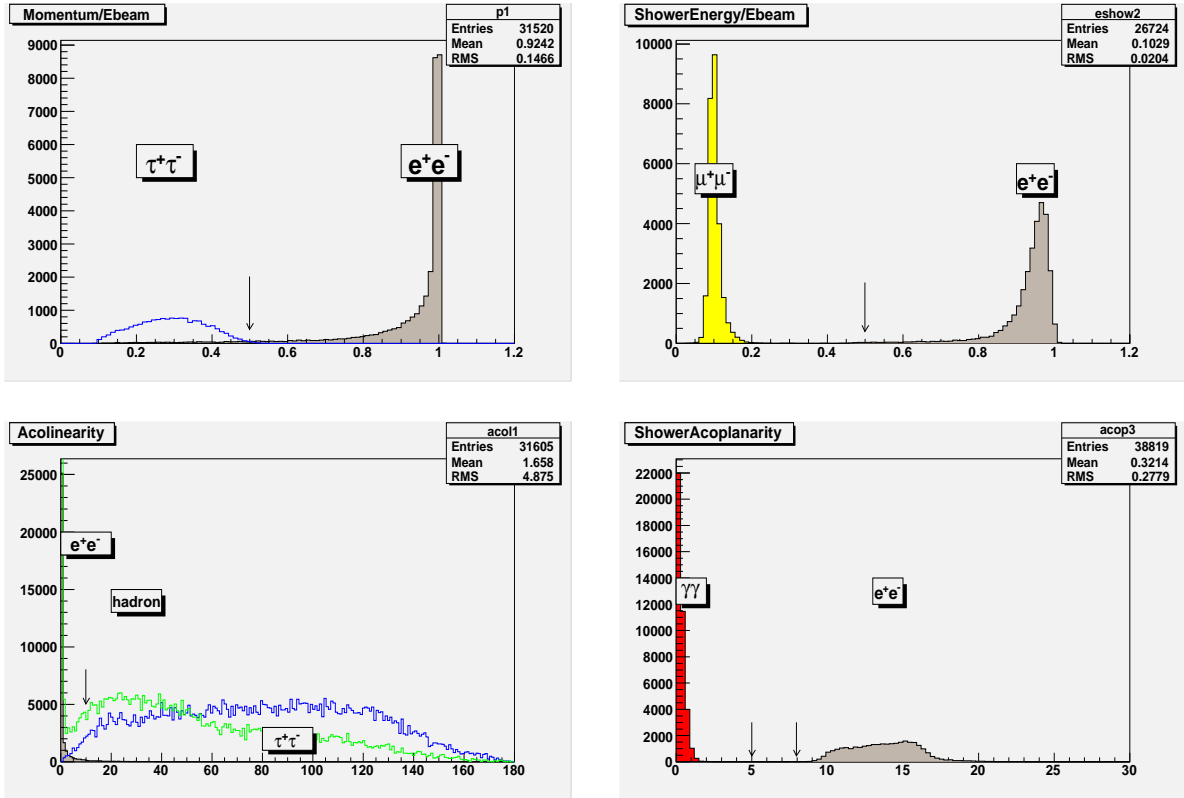 Momentum/Ebeam
p1
Entries 31520
Mean 0.9242
RMS 0.1466
9000
8000
7000
6000
5000
4000
3000
2000
1000
0
τ⁺τ⁻
e⁺e⁻
0 0.2 0.4 0.6 0.8 1 1.2
ShowerEnergy/Ebeam
eshow2
Entries 26724
Mean 0.1029
RMS 0.0204
10000
8000
6000
4000
2000
0
μ⁺μ⁻
e⁺e⁻
0 0.2 0.4 0.6 0.8 1 1.2
Acolinearity
acol1
Entries 31605
Mean 1.658
RMS 4.875
25000
20000
15000
10000
5000
0
e⁺e⁻
hadron
τ⁺τ⁻
0 20 40 60 80 100 120 140 160 180
ShowerAcoplanarity
acop3
Entries 38819
Mean 0.3214
RMS 0.2779
22000
20000
18000
16000
14000
12000
10000
8000
6000
4000
2000
0
γγ
e⁺e⁻
0 5 10 15 20 25 30